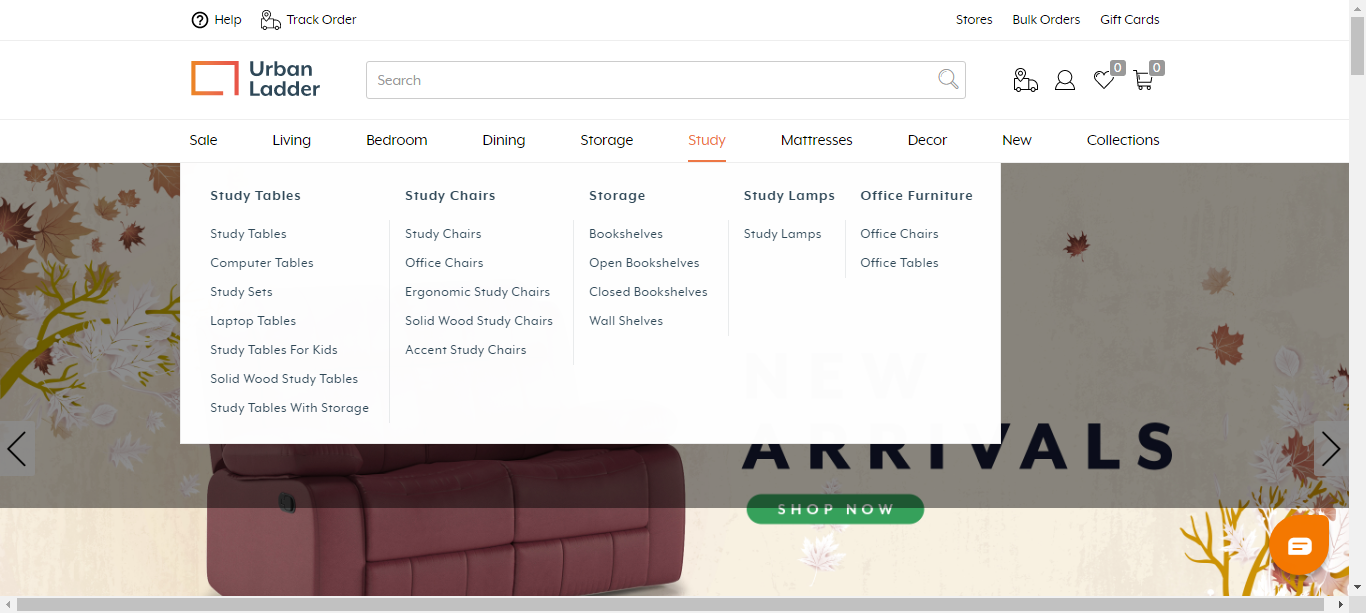 Help
Track Order
Stores
Bulk Orders
Gift Cards
Urban
Ladder
Search
0
0
Sale
Living
Bedroom
Dining
Storage
Study
Mattresses
Decor
New
Collections
Study Tables
Study Tables
Computer Tables
Study Sets
Laptop Tables
Study Tables For Kids
Solid Wood Study Tables
Study Tables With Storage
Study Chairs
Study Chairs
Office Chairs
Ergonomic Study Chairs
Solid Wood Study Chairs
Accent Study Chairs
Storage
Bookshelves
Open Bookshelves
Closed Bookshelves
Wall Shelves
Study Lamps
Study Lamps
Office Furniture
Office Chairs
Office Tables
NEW
ARRIVALS
SHOP NOW